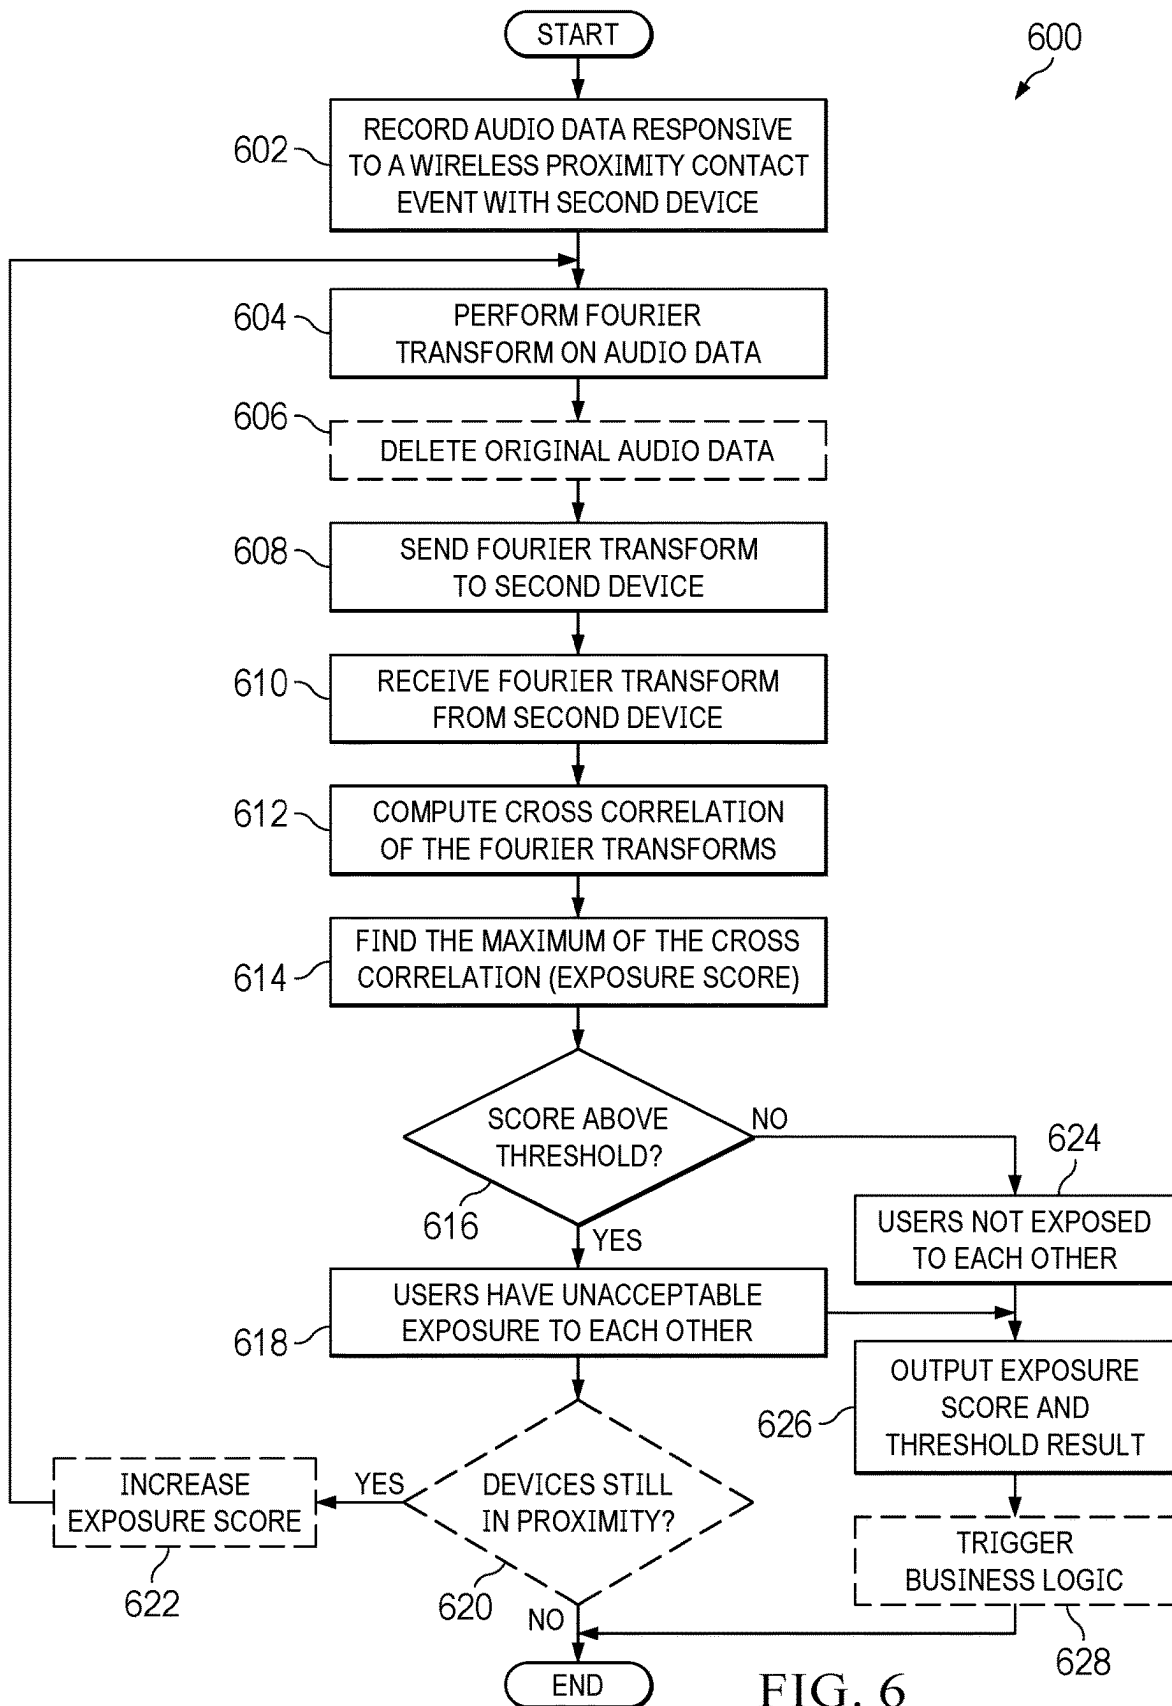 START
600
602
RECORD AUDIO DATA RESPONSIVE
TO A WIRELESS PROXIMITY CONTACT
EVENT WITH SECOND DEVICE
604
PERFORM FOURIER
TRANSFORM ON AUDIO DATA
606
DELETE ORIGINAL AUDIO DATA
608
SEND FOURIER TRANSFORM
TO SECOND DEVICE
610
RECEIVE FOURIER TRANSFORM
FROM SECOND DEVICE
612
COMPUTE CROSS CORRELATION
OF THE FOURIER TRANSFORMS
614
FIND THE MAXIMUM OF THE CROSS
CORRELATION (EXPOSURE SCORE)
SCORE ABOVE
THRESHOLD?
616
NO
YES
624
USERS NOT EXPOSED
TO EACH OTHER
618
USERS HAVE UNACCEPTABLE
EXPOSURE TO EACH OTHER
626
OUTPUT EXPOSURE
SCORE AND
THRESHOLD RESULT
DEVICES STILL
IN PROXIMITY?
620
YES
NO
INCREASE
EXPOSURE SCORE
622
TRIGGER
BUSINESS LOGIC
628
END
FIG. 6